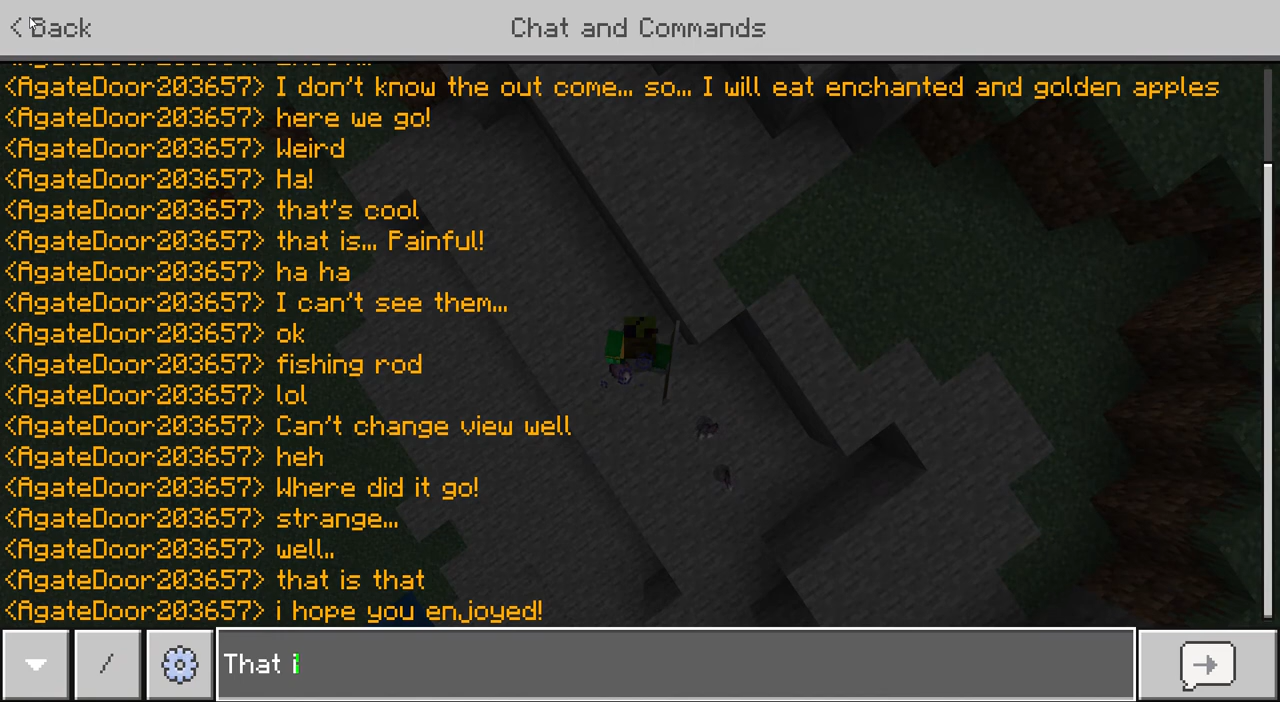 < Back
Chat and Commands
<AgateDoor203657> I don't know the out come... so... I will eat enchanted and golden apples
<AgateDoor203657> here we go!
<AgateDoor203657> Weird
<AgateDoor203657> Ha!
<AgateDoor203657> that's cool
<AgateDoor203657> that is... Painful!
<AgateDoor203657> ha ha
<AgateDoor203657> I can't see them...
<AgateDoor203657> ok
<AgateDoor203657> fishing rod
<AgateDoor203657> lol
<AgateDoor203657> Can't change view well
<AgateDoor203657> heh
<AgateDoor203657> Where did it go!
<AgateDoor203657> strange...
<AgateDoor203657> well..
<AgateDoor203657> that is that
<AgateDoor203657> i hope you enjoyed!
/
That i